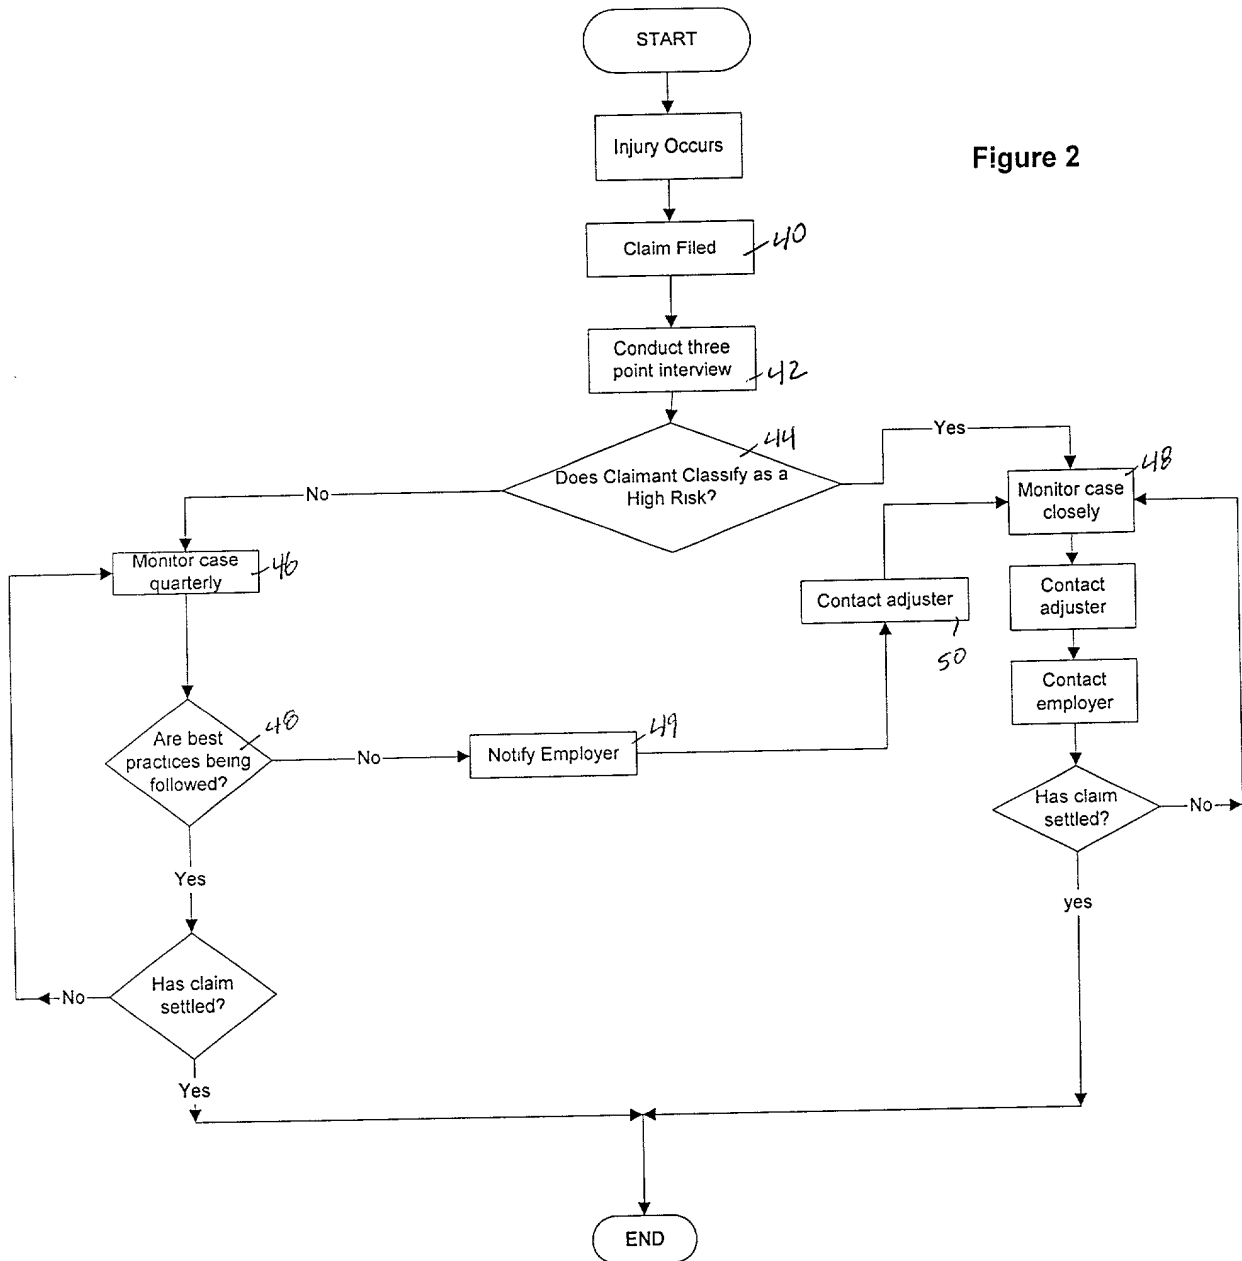 START
Injury Occurs
Figure 2
Claim Filed
40
Conduct three
point interview
42
44
Does Claimant Classify as a
High Risk?
Yes
No
48
Monitor case
closely
Monitor case
quarterly
46
Contact adjuster
50
Contact
adjuster
Contact
employer
Are best
practices being
followed?
48
No
Notify Employer
49
Has claim
settled?
No
Yes
yes
Has claim
settled?
No
Yes
END